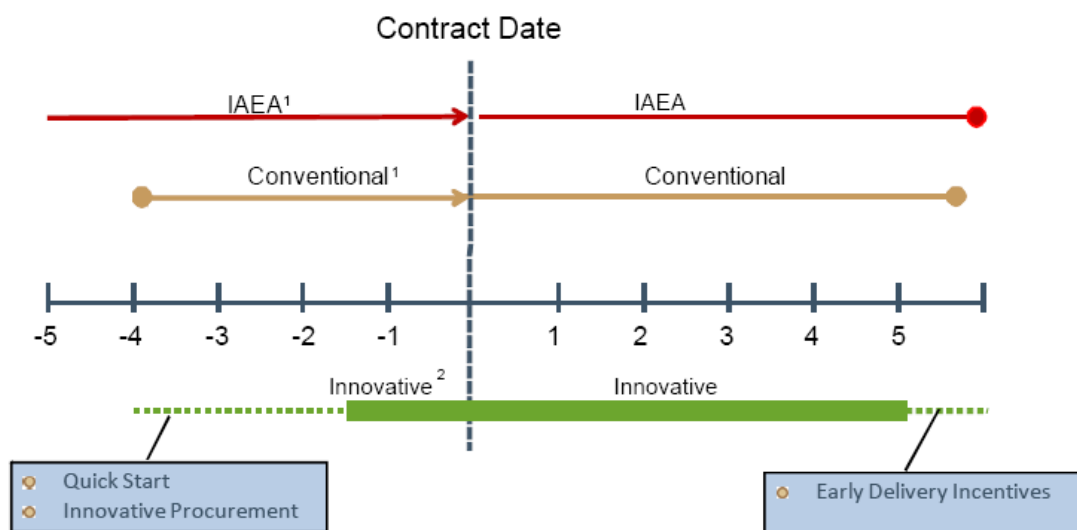 Contract Date
IAEA¹ IAEA
Conventional¹ Conventional
-5 -4 -3 -2 -1 1 2 3 4 5
Innovative² Innovative
Quick Start
Innovative Procurement
Early Delivery Incentives